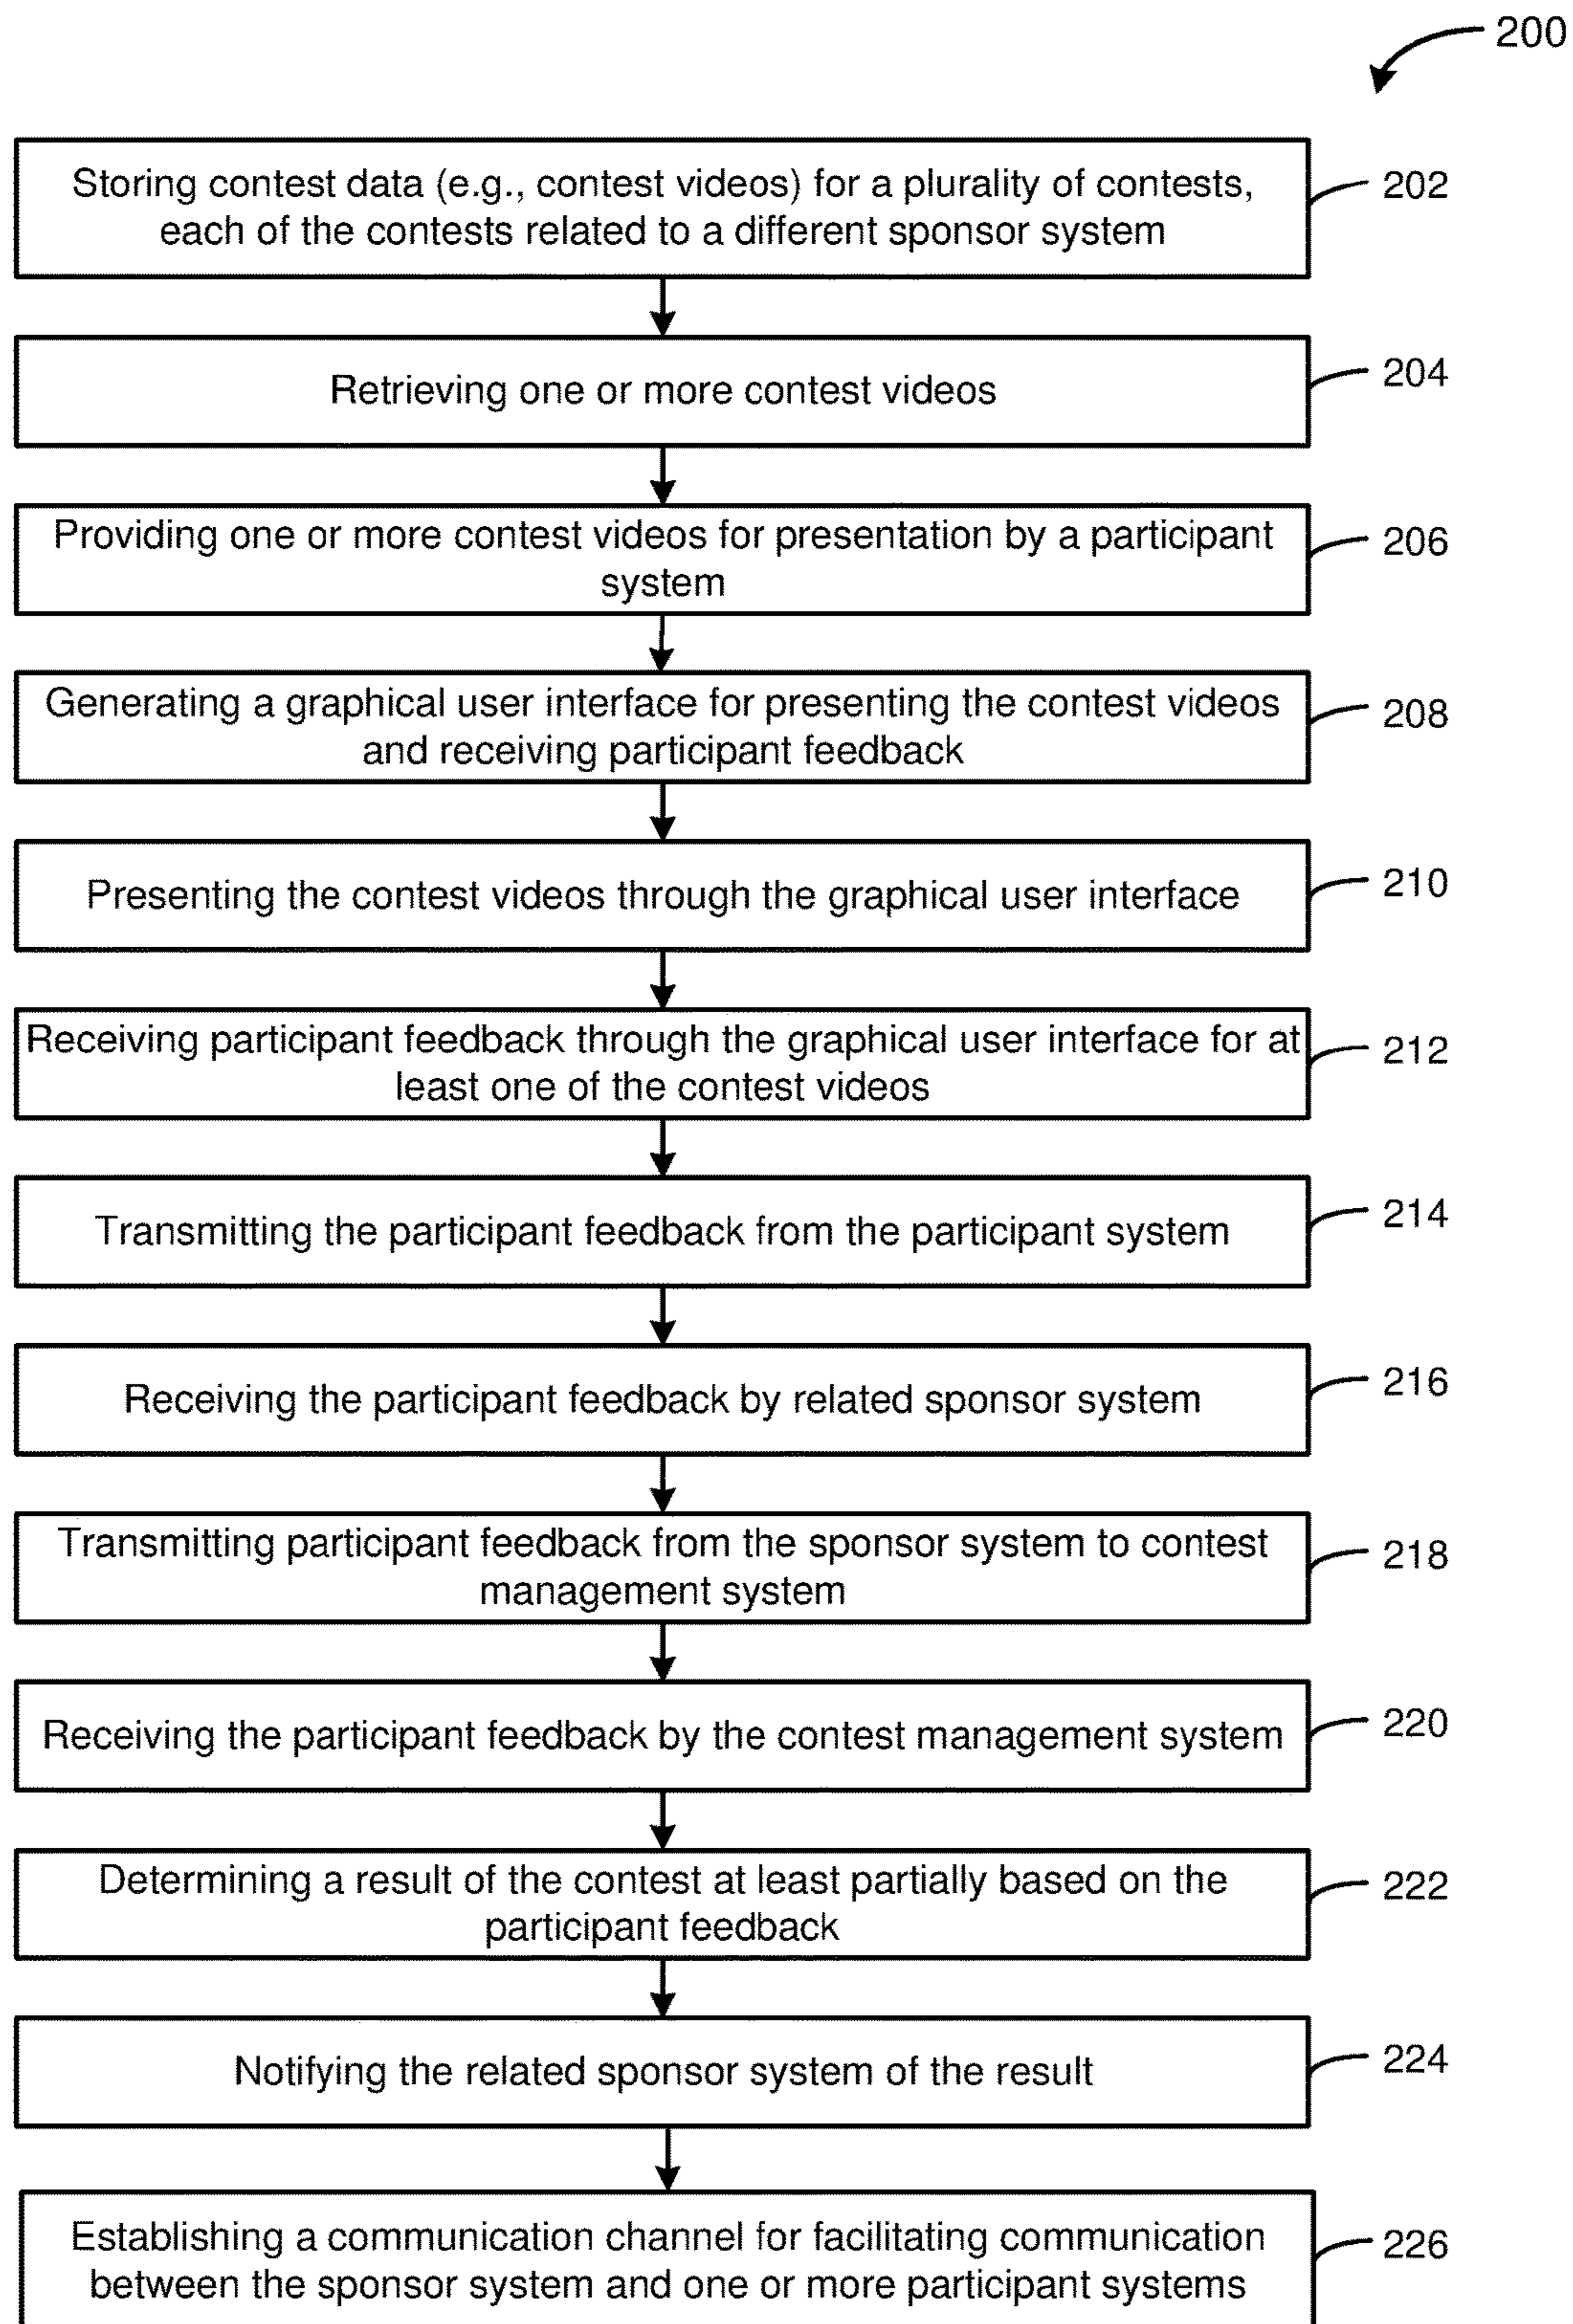 200
Storing contest data (e.g., contest videos) for a plurality of contests,
each of the contests related to a different sponsor system
202
Retrieving one or more contest videos
204
Providing one or more contest videos for presentation by a participant
system
206
Generating a graphical user interface for presenting the contest videos
and receiving participant feedback
208
Presenting the contest videos through the graphical user interface
210
Receiving participant feedback through the graphical user interface for at
least one of the contest videos
212
Transmitting the participant feedback from the participant system
214
Receiving the participant feedback by related sponsor system
216
Transmitting participant feedback from the sponsor system to contest
management system
218
Receiving the participant feedback by the contest management system
220
Determining a result of the contest at least partially based on the
participant feedback
222
Notifying the related sponsor system of the result
224
Establishing a communication channel for facilitating communication
between the sponsor system and one or more participant systems
226